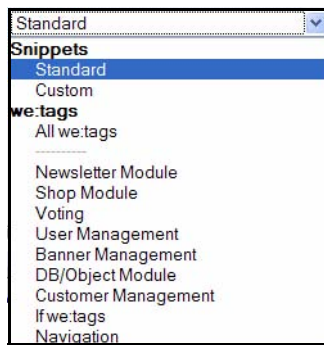 Standard
Snippets
Standard
Custom
we:tags
All we:tags
----------
Newsletter Module
Shop Module
Voting
User Management
Banner Management
DB/Object Module
Customer Management
If we:tags
Navigation